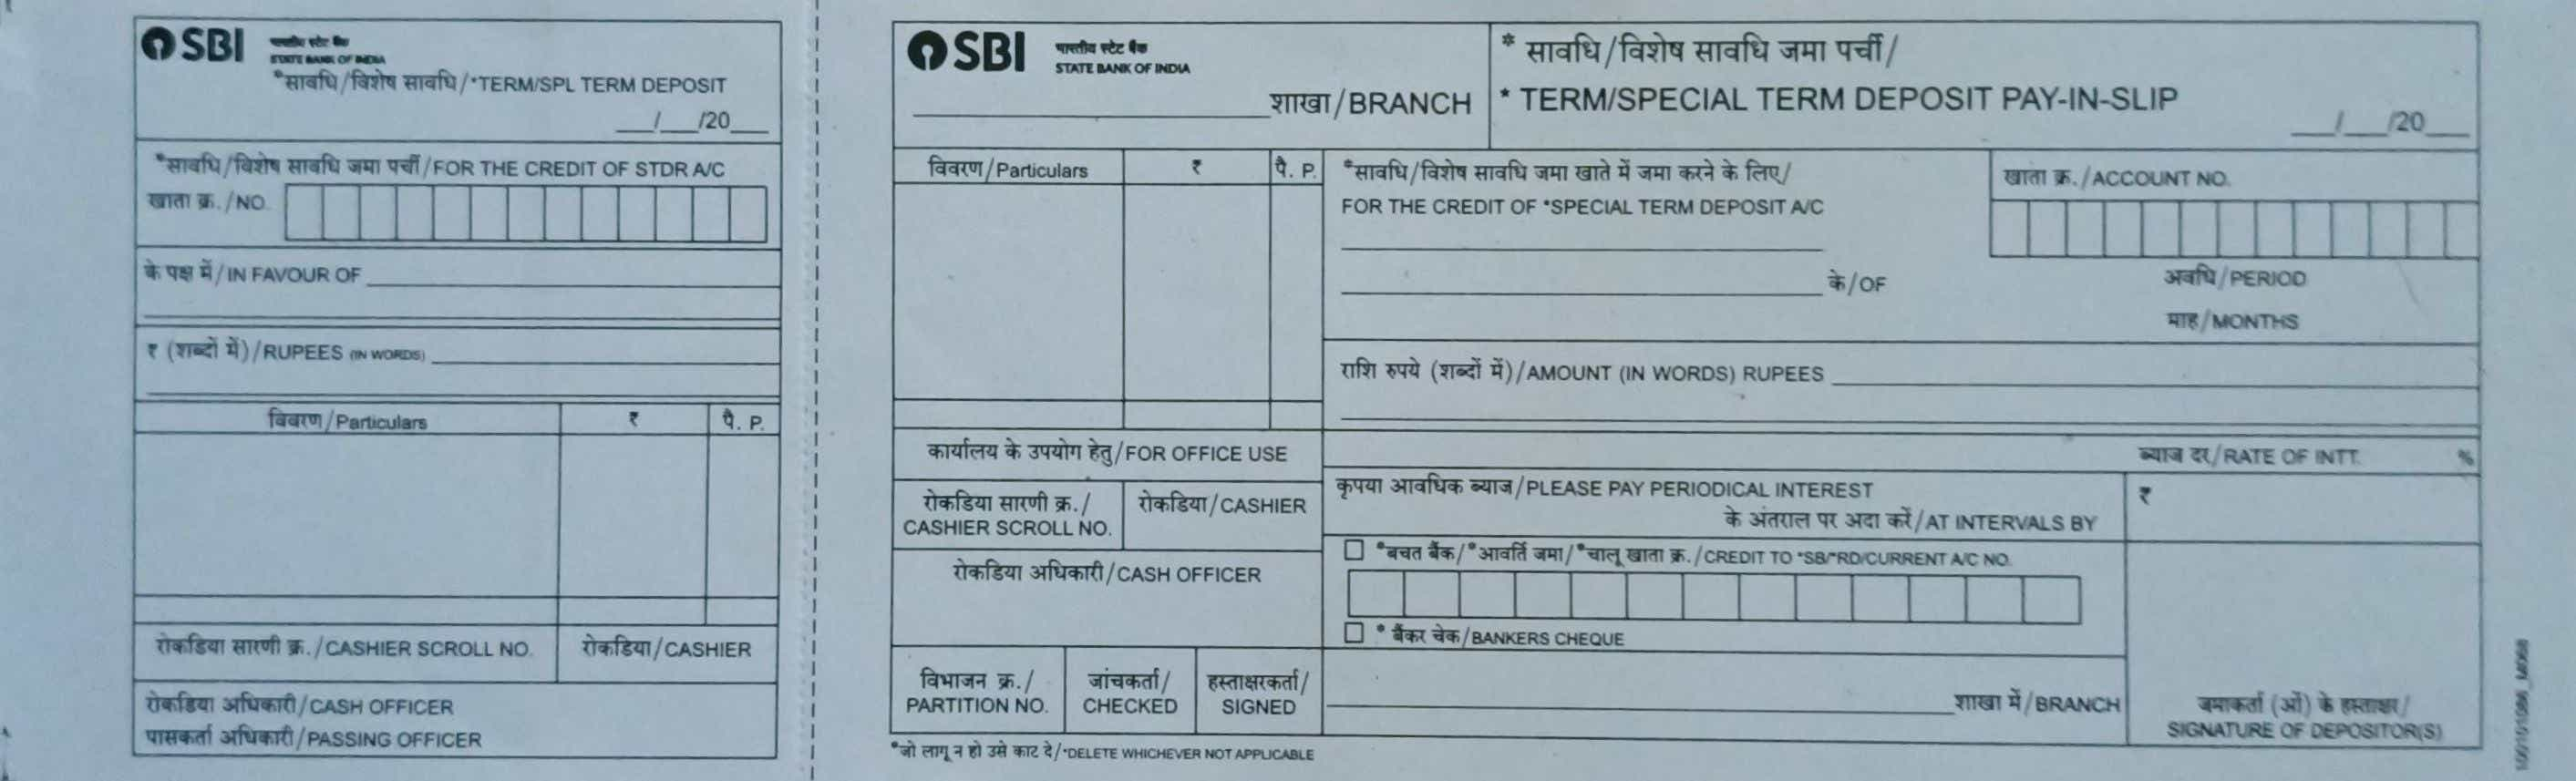 SBI भारतीय स्टेट बैंक
STATE BANK OF INDIA
*सावधि/विशेष सावधि/*TERM/SPL TERM DEPOSIT
__/__/20__
*सावधि/विशेष सावधि जमा पर्ची/FOR THE CREDIT OF STDR A/C
खाता क्र./NO.
के पक्ष में/IN FAVOUR OF
₹ (शब्दों में)/RUPEES (IN WORDS)
विवरण/Particulars ₹ पै. P.
रोकडिया सारणी क्र./CASHIER SCROLL NO. रोकडिया/CASHIER
रोकडिया अधिकारी/CASH OFFICER
पासकर्ता अधिकारी/PASSING OFFICER
SBI भारतीय स्टेट बैंक
STATE BANK OF INDIA
शाखा/BRANCH
* सावधि/विशेष सावधि जमा पर्ची/
* TERM/SPECIAL TERM DEPOSIT PAY-IN-SLIP
__/__/20__
विवरण/Particulars ₹ पै. P.
*सावधि/विशेष सावधि जमा खाते में जमा करने के लिए/
FOR THE CREDIT OF *SPECIAL TERM DEPOSIT A/C
के/OF
खाता क्र./ACCOUNT NO.
अवधि/PERIOD
माह/MONTHS
राशि रुपये (शब्दों में)/AMOUNT (IN WORDS) RUPEES
कार्यालय के उपयोग हेतु/FOR OFFICE USE
ब्याज दर/RATE OF INTT. %
रोकडिया सारणी क्र./
CASHIER SCROLL NO.
रोकडिया/CASHIER
कृपया आवधिक ब्याज/PLEASE PAY PERIODICAL INTEREST
के अंतराल पर अदा करें/AT INTERVALS BY
₹
रोकडिया अधिकारी/CASH OFFICER
*बचत बैंक/*आवर्ति जमा/*चालू खाता क्र./CREDIT TO *SB/*RD/CURRENT A/C NO.
* बैंकर चेक/BANKERS CHEQUE
विभाजन क्र./
PARTITION NO.
जांचकर्ता/
CHECKED
हस्ताक्षरकर्ता/
SIGNED
शाखा में/BRANCH
जमाकर्ता (ओं) के हस्ताक्षर/
SIGNATURE OF DEPOSITOR(S)
*जो लागू न हो उसे काट दे/*DELETE WHICHEVER NOT APPLICABLE